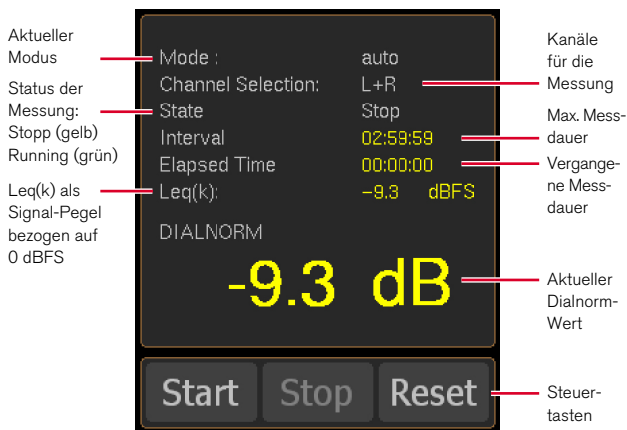 Aktueller
Modus
Status der
Messung:
Stopp (gelb)
Running (grün)
Leq(k) als
Signal-Pegel
bezogen auf
0 dBFS
Mode : auto
Channel Selection: L+R
State Stop
Interval 02:59:59
Elapsed Time 00:00:00
Leq(k): -9.3 dBFS
DIALNORM
-9.3 dB
Start Stop Reset
Kanäle
für die
Messung
Max. Mess-
dauer
Vergange-
ne Mess-
dauer
Aktueller
Dialnorm-
Wert
Steuer-
tasten